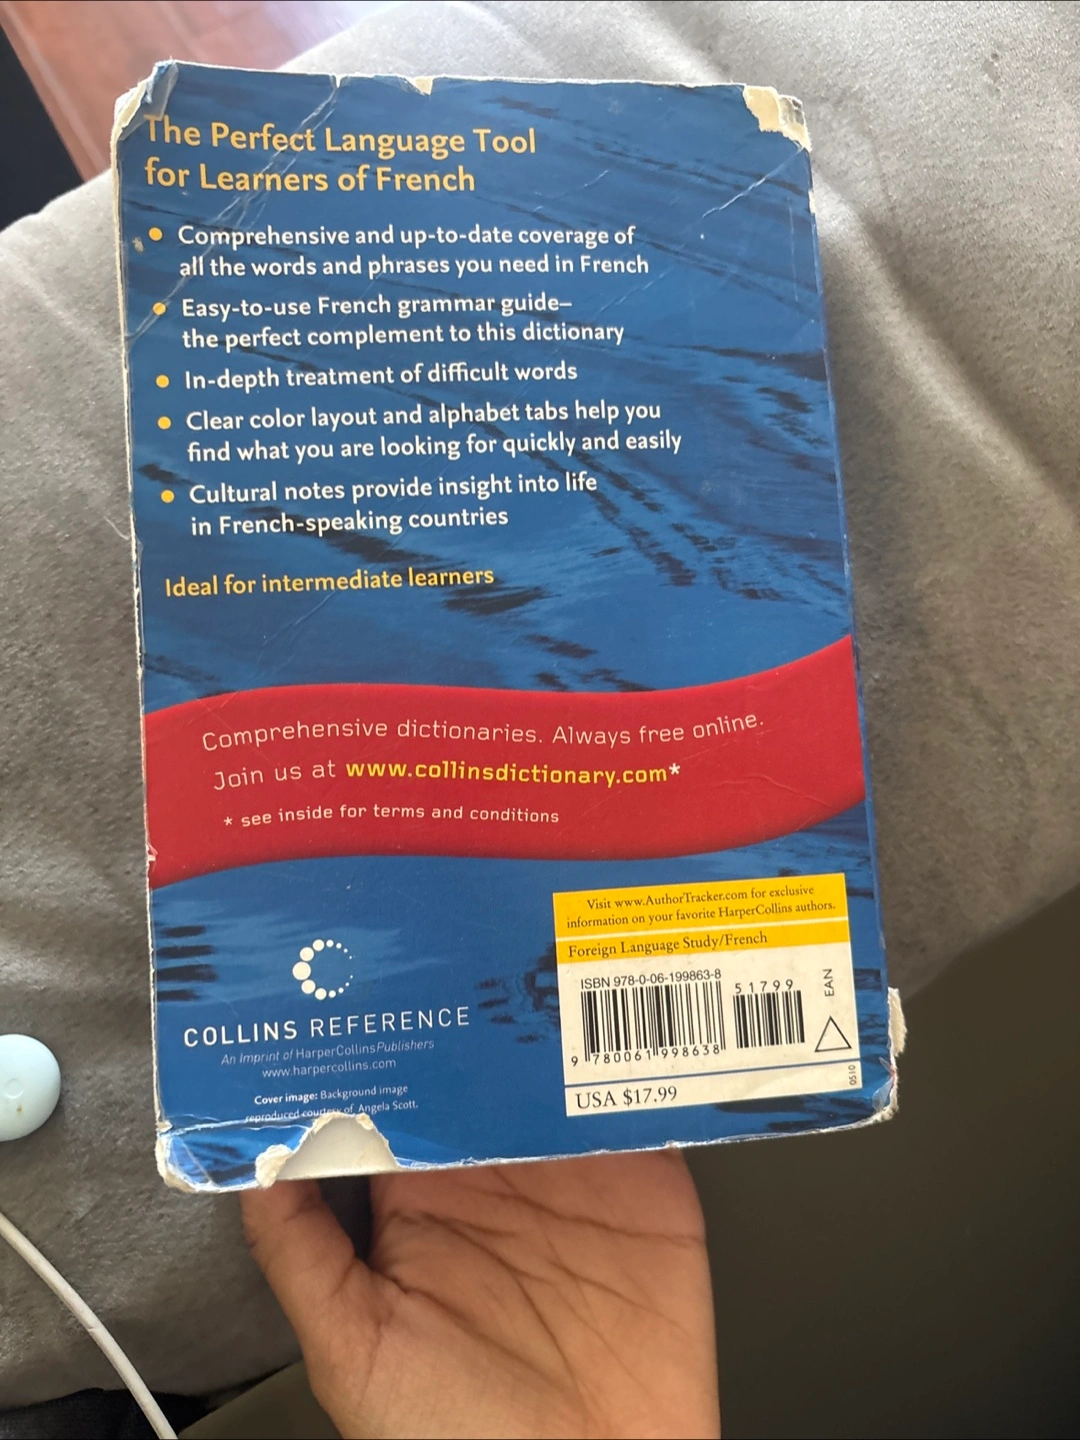 The Perfect Language Tool
for Learners of French
• Comprehensive and up-to-date coverage of
all the words and phrases you need in French
• Easy-to-use French grammar guide–
the perfect complement to this dictionary
• In-depth treatment of difficult words
• Clear color layout and alphabet tabs help you
find what you are looking for quickly and easily
• Cultural notes provide insight into life
in French-speaking countries
Ideal for intermediate learners
Comprehensive dictionaries. Always free online.
Join us at www.collinsdictionary.com*
* see inside for terms and conditions
COLLINS REFERENCE
An Imprint of HarperCollinsPublishers
www.harpercollins.com
Cover image: Background image
reproduced courtesy of Angela Scott.
Visit www.AuthorTracker.com for exclusive
information on your favorite HarperCollins authors.
Foreign Language Study/French
ISBN 978-0-06-199863-8
51799
EAN
9 780061 998638
0510
USA $17.99